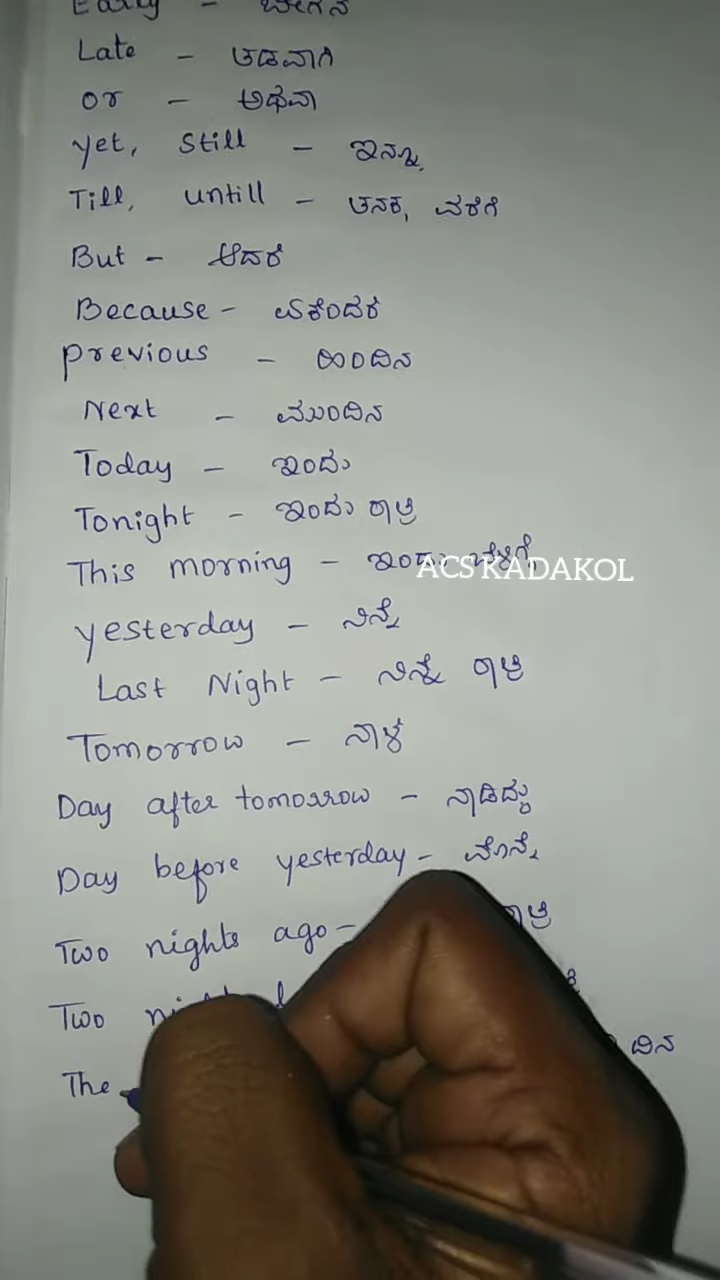 Early - ಬೇಗನೆ
Late - ತಡವಾಗಿ
or - ಅಥವಾ
yet, still - ಇನ್ನೂ
Till, untill - ತನಕ, ವರೆಗೆ
But - ಆದರೆ
Because - ಏಕೆಂದರೆ
previous - ಹಿಂದಿನ
Next - ಮುಂದಿನ
Today - ಇಂದು
Tonight - ಇಂದು ರಾತ್ರಿ
This morning - ಇಂದು ಬೆಳಿಗ್ಗೆ
ACS KADAKOL
yesterday - ನಿನ್ನೆ
Last Night - ನಿನ್ನೆ ರಾತ್ರಿ
Tomorrow - ನಾಳೆ
Day after tomorrow - ನಾಡಿದ್ದು
Day before yesterday - ಮೊನ್ನೆ
Two nights ago -
Two
ದಿನ
The